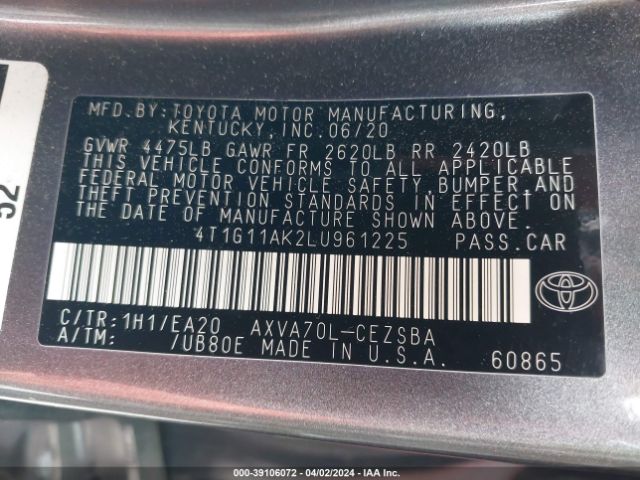 MFD.BY:TOYOTA MOTOR MANUFACTURING,
KENTUCKY,INC.06/20
GVWR 4475LB GAWR FR 2620LB RR 2420LB
THIS VEHICLE CONFORMS TO ALL APPLICABLE
FEDERAL MOTOR VEHICLE SAFETY,BUMPER,AND
THEFT PREVENTION STANDARDS IN EFFECT ON
THE DATE OF MANUFACTURE SHOWN ABOVE.
4T1G11AK2LU961225 PASS.CAR
C/TR:1H1/EA20 AXVA70L-CEZSBA
A/TM: /UB80E MADE IN U.S.A. 60865
52
000-39106072 - 04/02/2024 - IAA Inc.